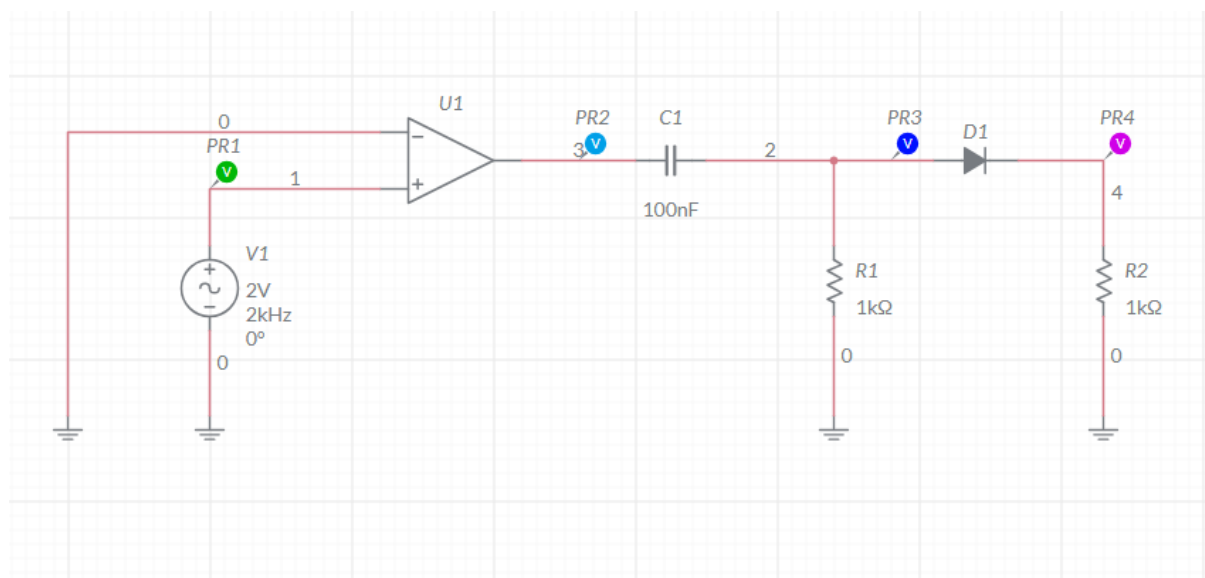 U1
0
PR1
V
1
−
+
PR2
V
3
C1
100nF
2
PR3
V
D1
PR4
V
4
V1
+
−
2V
2kHz
0°
0
R1
1kΩ
0
R2
1kΩ
0